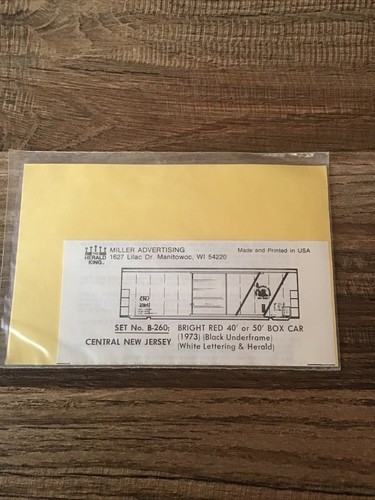 HERALD KING
MILLER ADVERTISING
Made and Printed in USA
1627 Lilac Dr. Manitowoc, WI 54220
CNJ
SET No. B-260; BRIGHT RED 40' or 50' BOX CAR
(1973) (Black Underframe)
CENTRAL NEW JERSEY (White Lettering & Herald)